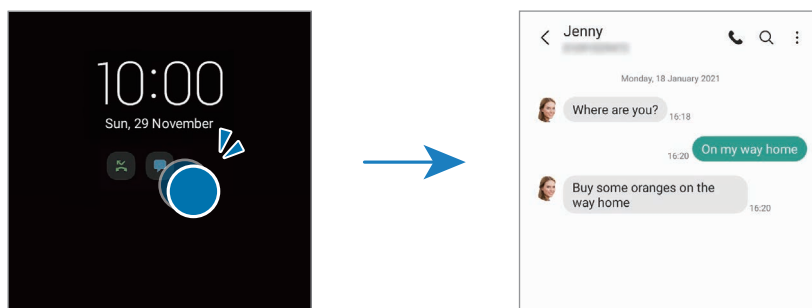 10:00
Sun, 29 November
Jenny
Monday, 18 January 2021
Where are you?
16:18
16:20
On my way home
Buy some oranges on the
way home
16:20